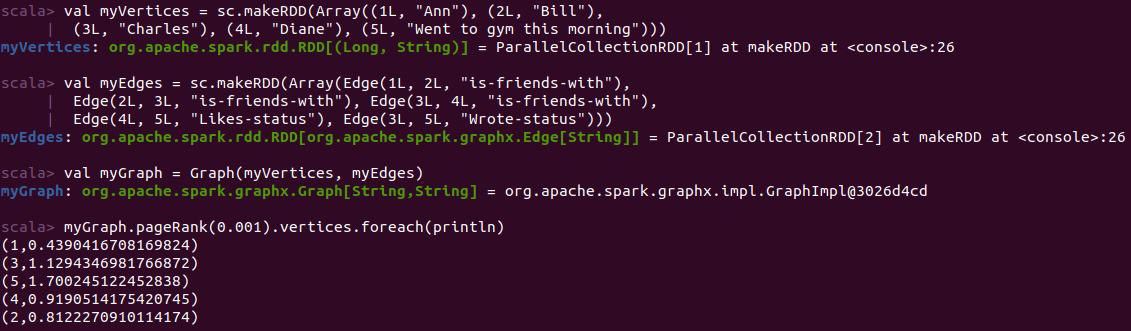 scala> val myVertices = sc.makeRDD(Array((1L, "Ann"), (2L, "Bill"),
     |  (3L, "Charles"), (4L, "Diane"), (5L, "Went to gym this morning")))
myVertices: org.apache.spark.rdd.RDD[(Long, String)] = ParallelCollectionRDD[1] at makeRDD at <console>:26
scala> val myEdges = sc.makeRDD(Array(Edge(1L, 2L, "is-friends-with"),
     |  Edge(2L, 3L, "is-friends-with"), Edge(3L, 4L, "is-friends-with"),
     |  Edge(4L, 5L, "Likes-status"), Edge(3L, 5L, "Wrote-status")))
myEdges: org.apache.spark.rdd.RDD[org.apache.spark.graphx.Edge[String]] = ParallelCollectionRDD[2] at makeRDD at <console>:26
scala> val myGraph = Graph(myVertices, myEdges)
myGraph: org.apache.spark.graphx.Graph[String,String] = org.apache.spark.graphx.impl.GraphImpl@3026d4cd
scala> myGraph.pageRank(0.001).vertices.foreach(println)
(1,0.4390416708169824)
(3,1.1294346981766872)
(5,1.700245122452838)
(4,0.9190514175420745)
(2,0.8122270910114174)